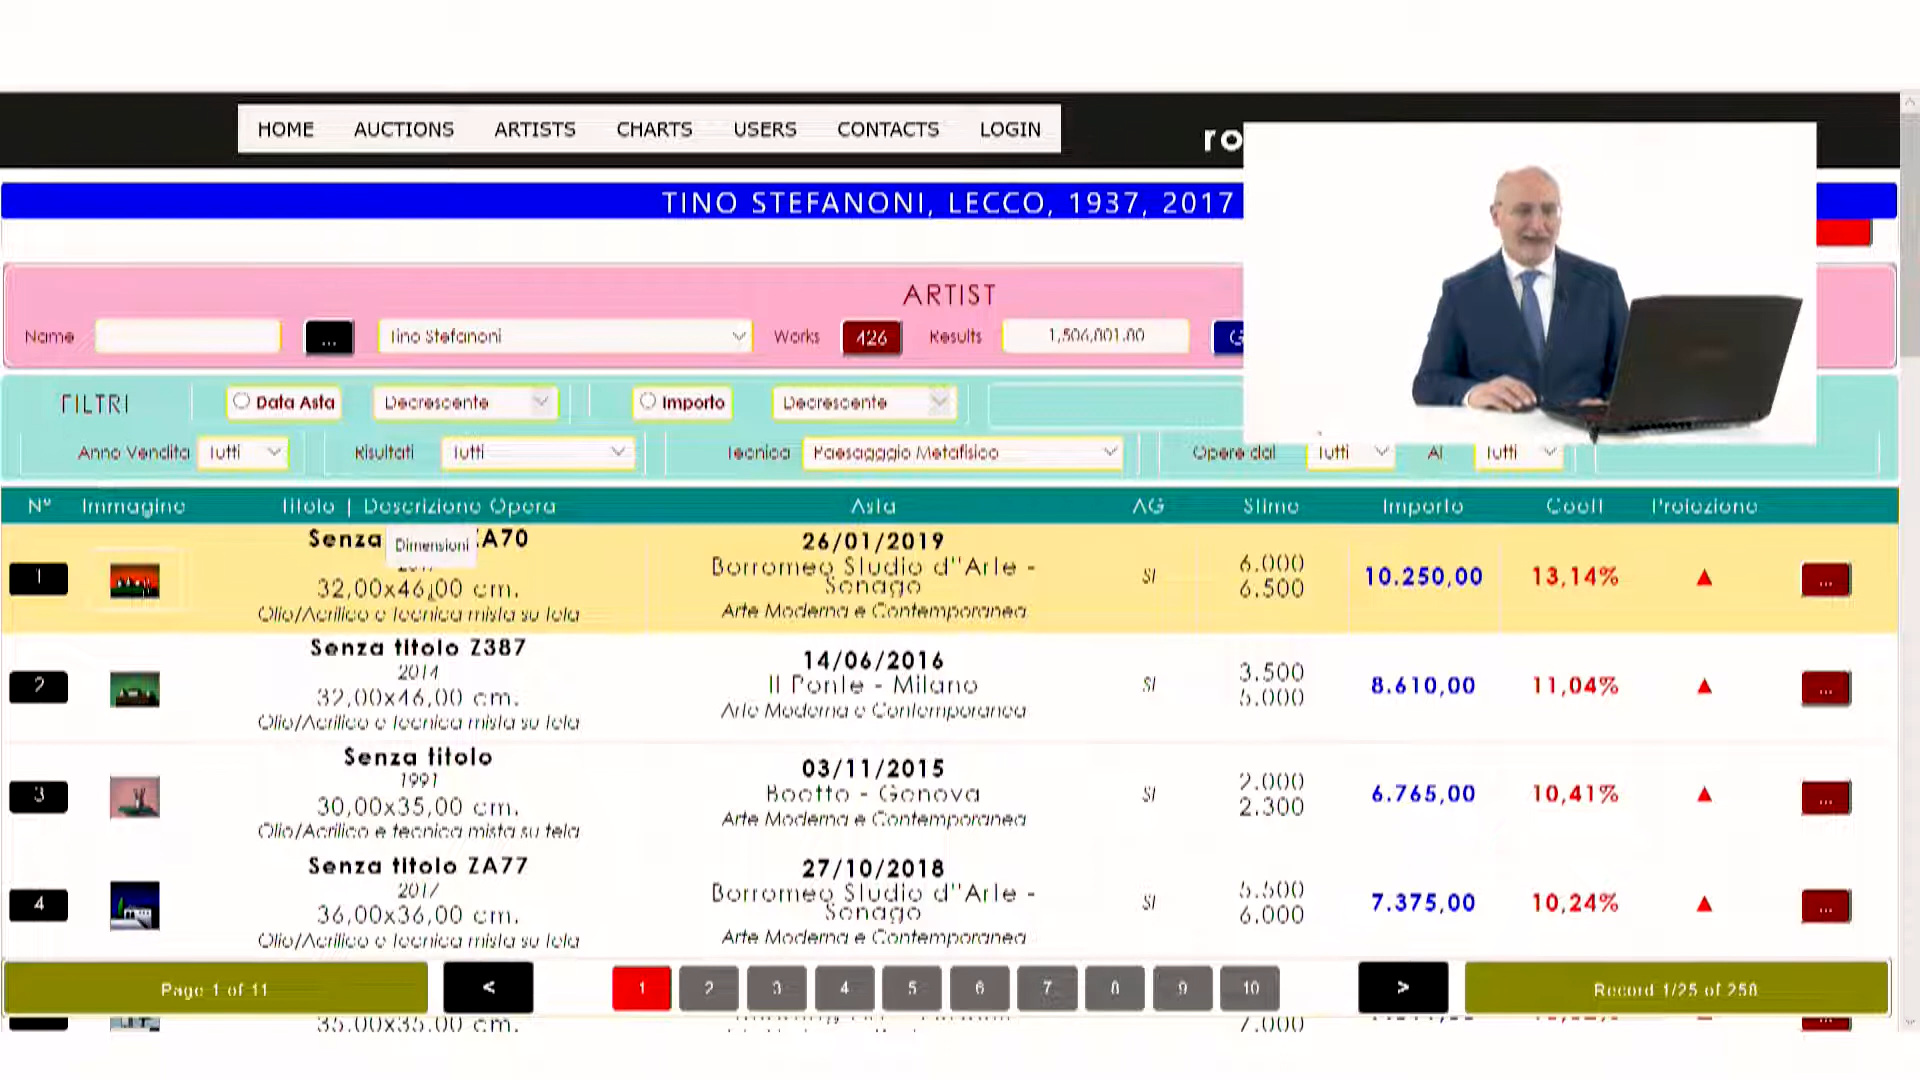 HOME AUCTIONS ARTISTS CHARTS USERS CONTACTS LOGIN
ro
TINO STEFANONI, LECCO, 1937, 2017
ARTIST
Name ... Tino Stefanoni Works 426 Results 1,506,801.80 G
FILTRI Data Asta Decrescente Importo Decrescente
Anno Vendita Tutti Risultati Tutti Tecnica Paesaggio Metafisico Opere dal Tutti Al Tutti
N° Immagine Titolo | Descrizione Opera Asta AG Stime Importo Coeff Proiezione
1
Senza ZA70
Dimensioni
32,00x46,00 cm.
Olio/Acrilico e tecnica mista su tela
26/01/2019
Borromeo Studio d''Arte -
Senago
Arte Moderna e Contemporanea
SI
6.000
6.500
10.250,00
13,14%
▲
...
2
Senza titolo Z387
2014
32,00x46,00 cm.
Olio/Acrilico e tecnica mista su tela
14/06/2016
Il Ponte - Milano
Arte Moderna e Contemporanea
SI
3.500
5.000
8.610,00
11,04%
▲
...
3
Senza titolo
1991
30,00x35,00 cm.
Olio/Acrilico e tecnica mista su tela
03/11/2015
Boetto - Genova
Arte Moderna e Contemporanea
SI
2.000
2.300
6.765,00
10,41%
▲
...
4
Senza titolo ZA77
2017
36,00x36,00 cm.
Olio/Acrilico e tecnica mista su tela
27/10/2018
Borromeo Studio d''Arte -
Senago
Arte Moderna e Contemporanea
SI
5.500
6.000
7.375,00
10,24%
▲
...
Page 1 of 11 < 1 2 3 4 5 6 7 8 9 10 > Record 1/25 of 258
35,00x35,00 cm.
7.000